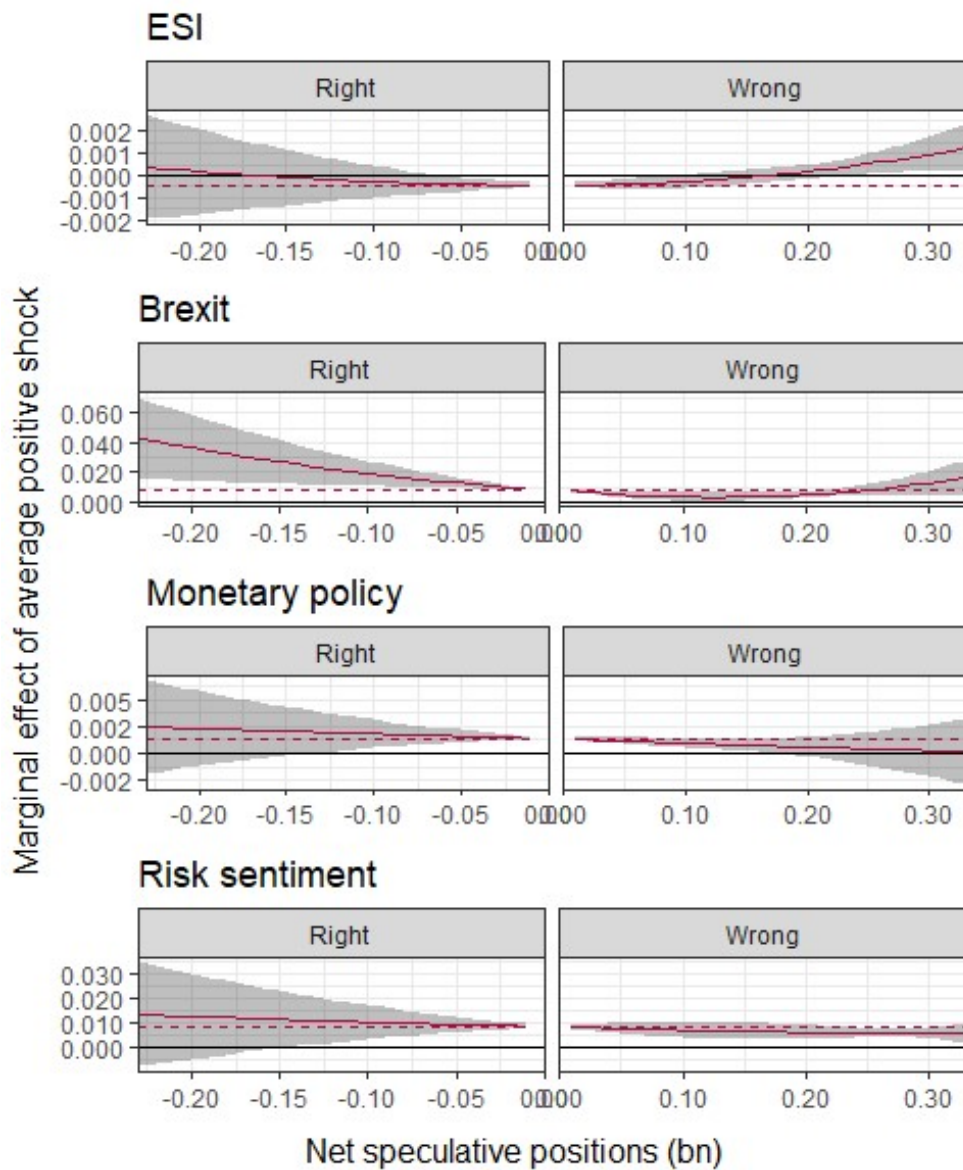 ESI
Right Wrong
0.002
0.001
0.000
-0.001
-0.002
-0.20 -0.15 -0.10 -0.05 0.00 0.00 0.10 0.20 0.30
Brexit
Right Wrong
0.060
0.040
0.020
0.000
-0.20 -0.15 -0.10 -0.05 0.00 0.00 0.10 0.20 0.30
Monetary policy
Right Wrong
0.005
0.002
0.000
-0.002
-0.20 -0.15 -0.10 -0.05 0.00 0.00 0.10 0.20 0.30
Risk sentiment
Right Wrong
0.030
0.020
0.010
0.000
-0.20 -0.15 -0.10 -0.05 0.00 0.00 0.10 0.20 0.30
Marginal effect of average positive shock
Net speculative positions (bn)